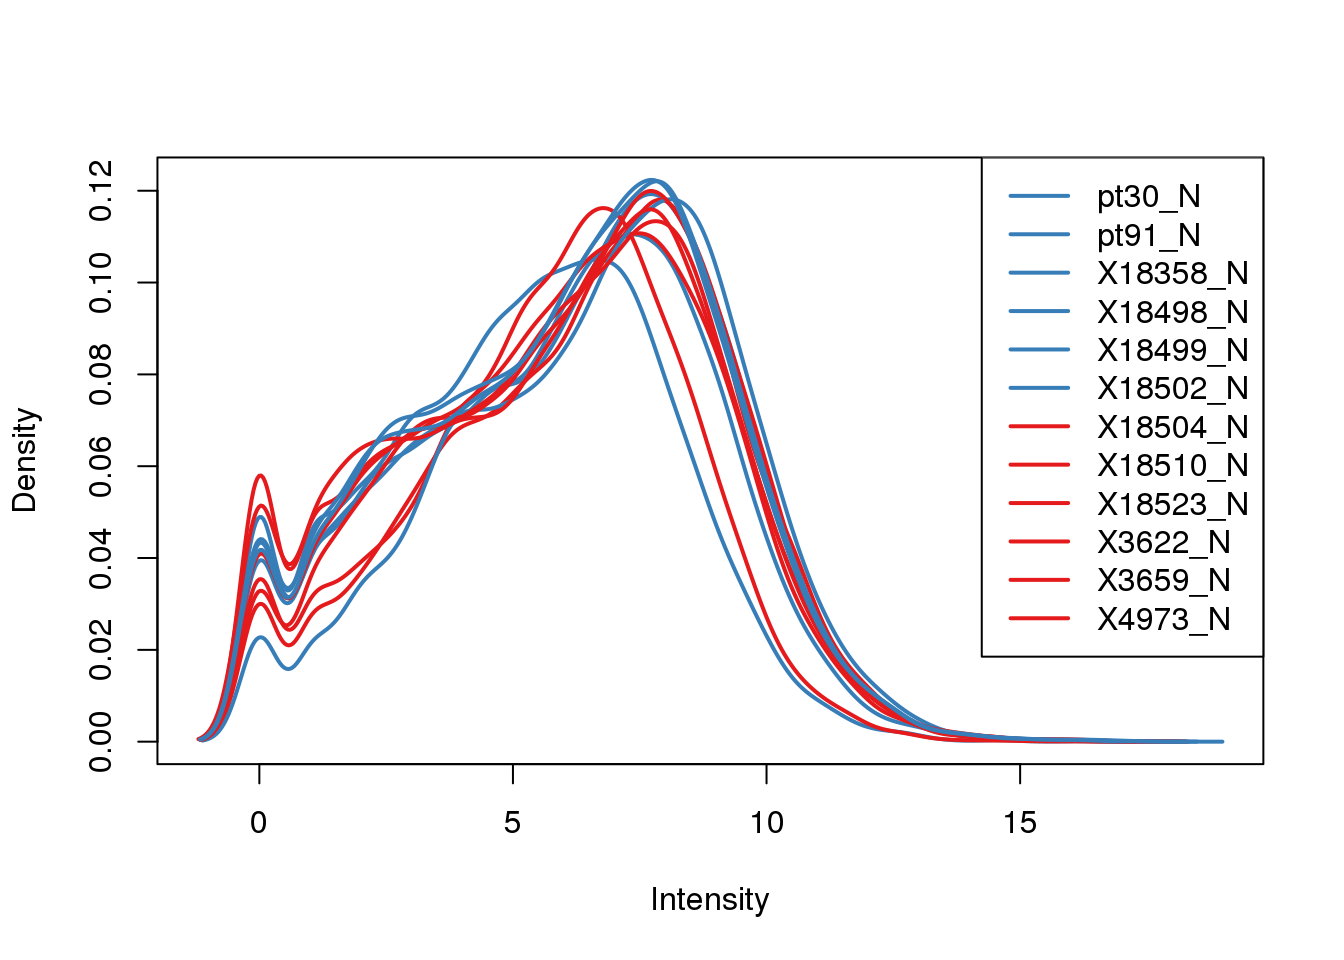 Density
0.12
0.10
0.08
0.06
0.04
0.02
0.00
0 5 10 15
Intensity
pt30_N
pt91_N
X18358_N
X18498_N
X18499_N
X18502_N
X18504_N
X18510_N
X18523_N
X3622_N
X3659_N
X4973_N